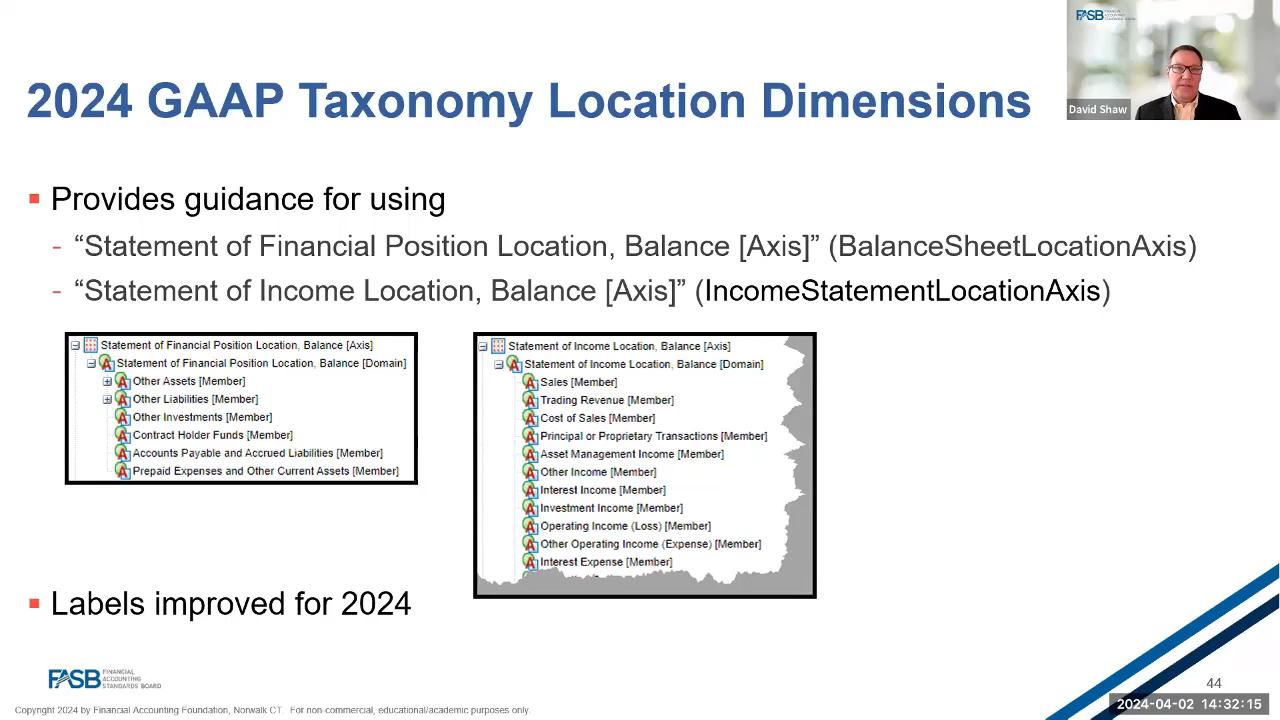 FASB
2024 GAAP Taxonomy Location Dimensions
David Shaw
Provides guidance for using
- “Statement of Financial Position Location, Balance [Axis]” (BalanceSheetLocationAxis)
- “Statement of Income Location, Balance [Axis]” (IncomeStatementLocationAxis)
Statement of Financial Position Location, Balance [Axis]
Statement of Financial Position Location, Balance [Domain]
Other Assets [Member]
Other Liabilities [Member]
Other Investments [Member]
Contract Holder Funds [Member]
Accounts Payable and Accrued Liabilities [Member]
Prepaid Expenses and Other Current Assets [Member]
Statement of Income Location, Balance [Axis]
Statement of Income Location, Balance [Domain]
Sales [Member]
Trading Revenue [Member]
Cost of Sales [Member]
Principal or Proprietary Transactions [Member]
Asset Management Income [Member]
Other Income [Member]
Interest Income [Member]
Investment Income [Member]
Operating Income (Loss) [Member]
Other Operating Income (Expense) [Member]
Interest Expense [Member]
Labels improved for 2024
FASB FINANCIAL
ACCOUNTING
STANDARDS BOARD
44
2024-04-02 14:32:15
Copyright 2024 by Financial Accounting Foundation, Norwalk CT. For non-commercial, educational/academic purposes only.